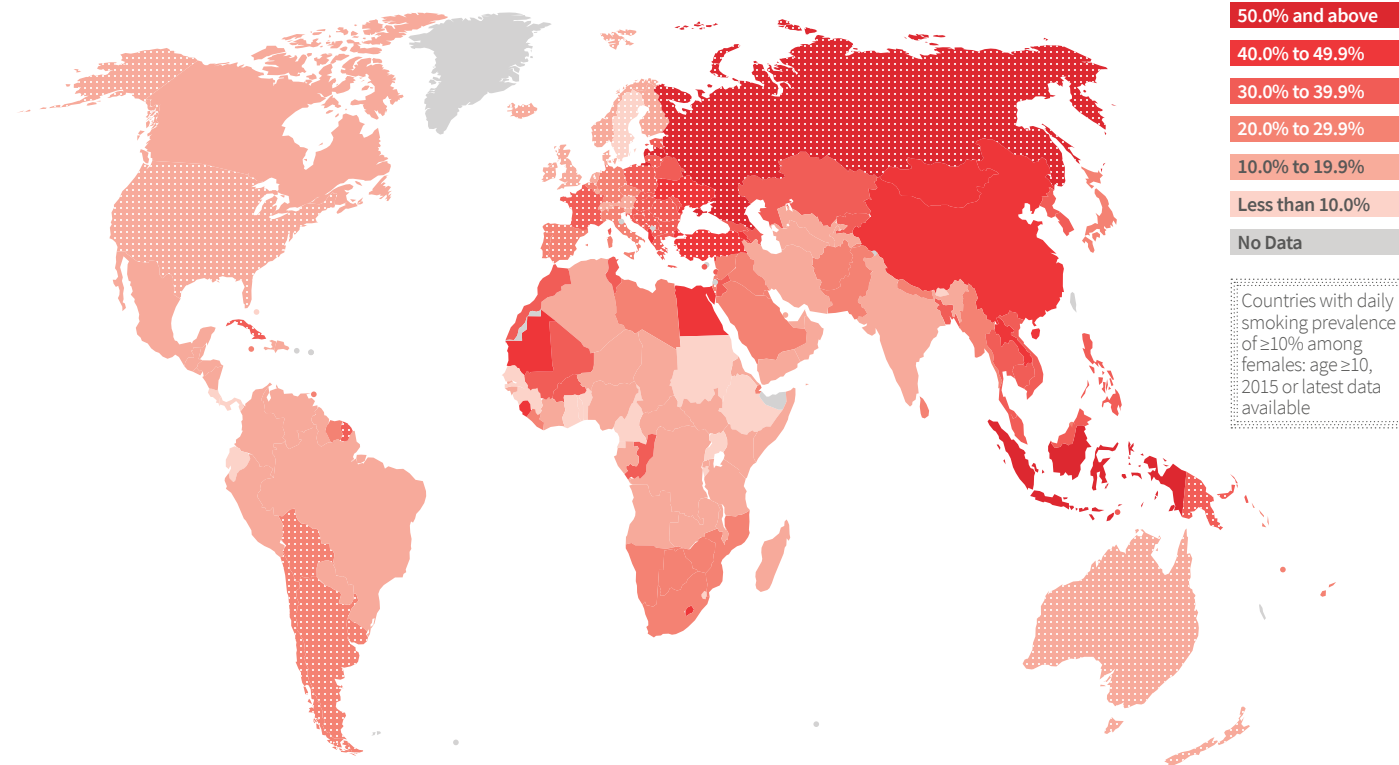 50.0% and above
40.0% to 49.9%
30.0% to 39.9%
20.0% to 29.9%
10.0% to 19.9%
Less than 10.0%
No Data
Countries with daily
smoking prevalence
of ≥10% among
females: age ≥10,
2015 or latest data
available